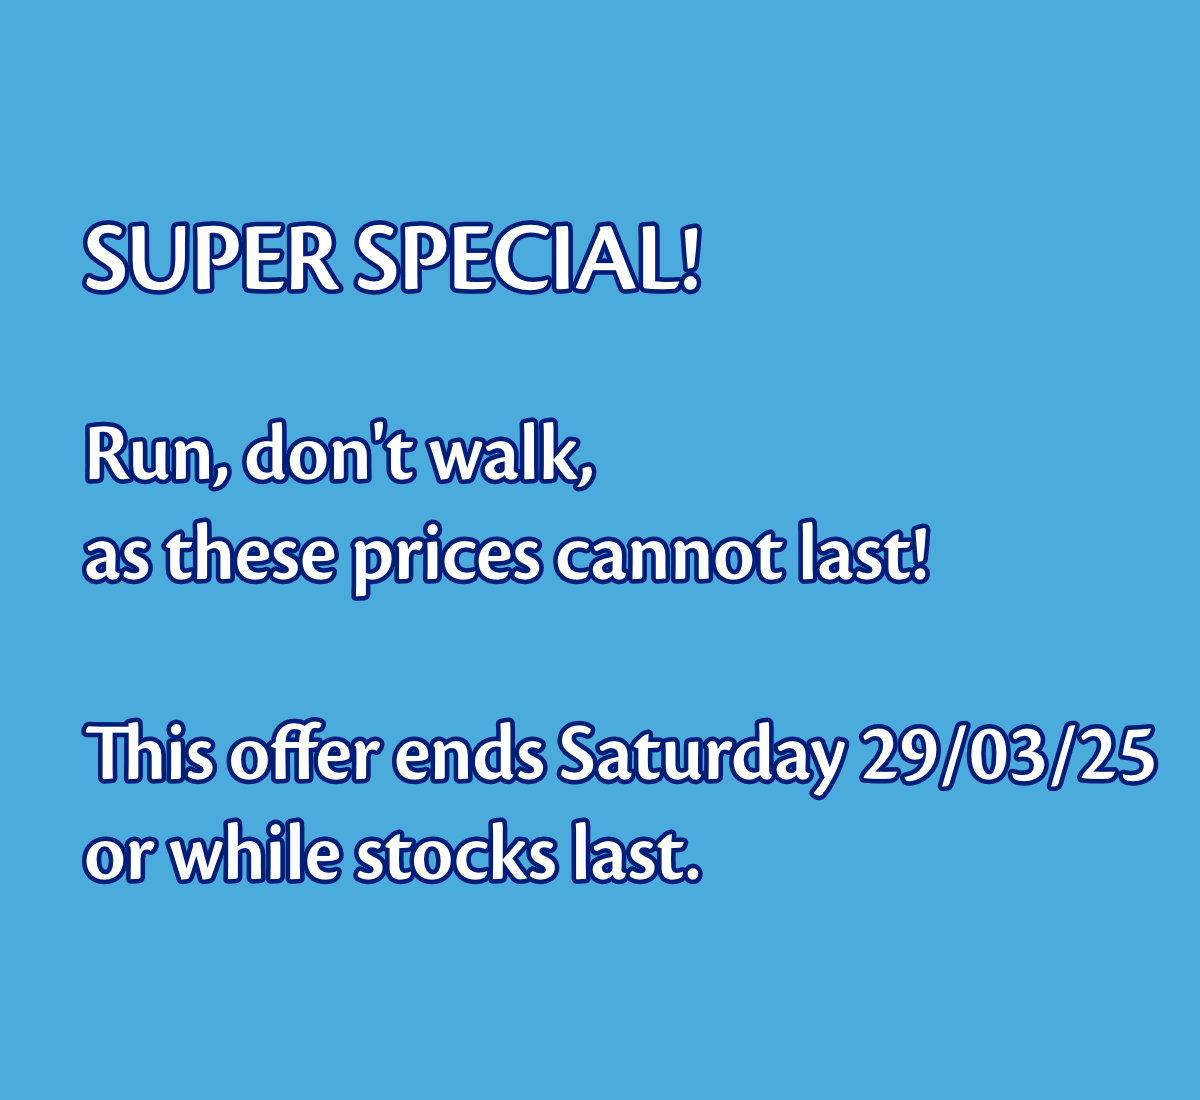 SUPER SPECIAL!
Run, don't walk,
as these prices cannot last!
This offer ends Saturday 29/03/25
or while stocks last.